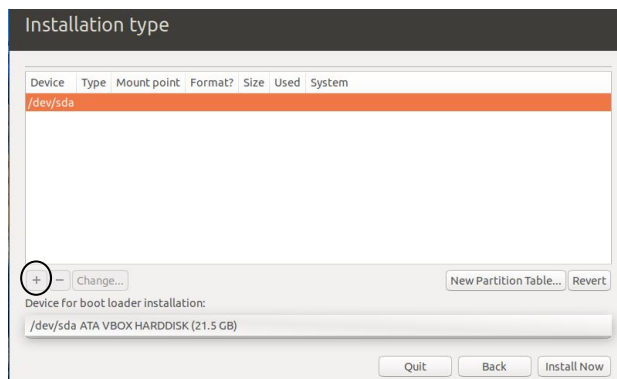 Installation type
Device Type Mount point Format? Size Used System
/dev/sda
+ − Change... New Partition Table... Revert
Device for boot loader installation:
/dev/sda ATA VBOX HARDDISK (21.5 GB)
Quit Back Install Now